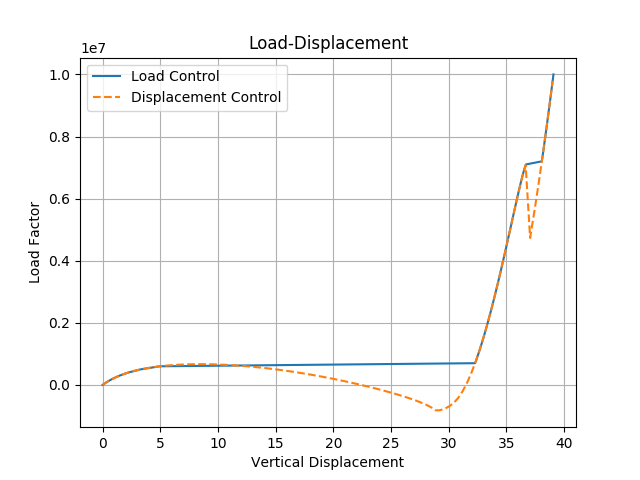 Load-Displacement
1e7
Load Control
Displacement Control
1.0
0.8
0.6
0.4
0.2
0.0
Load Factor
0 5 10 15 20 25 30 35 40
Vertical Displacement